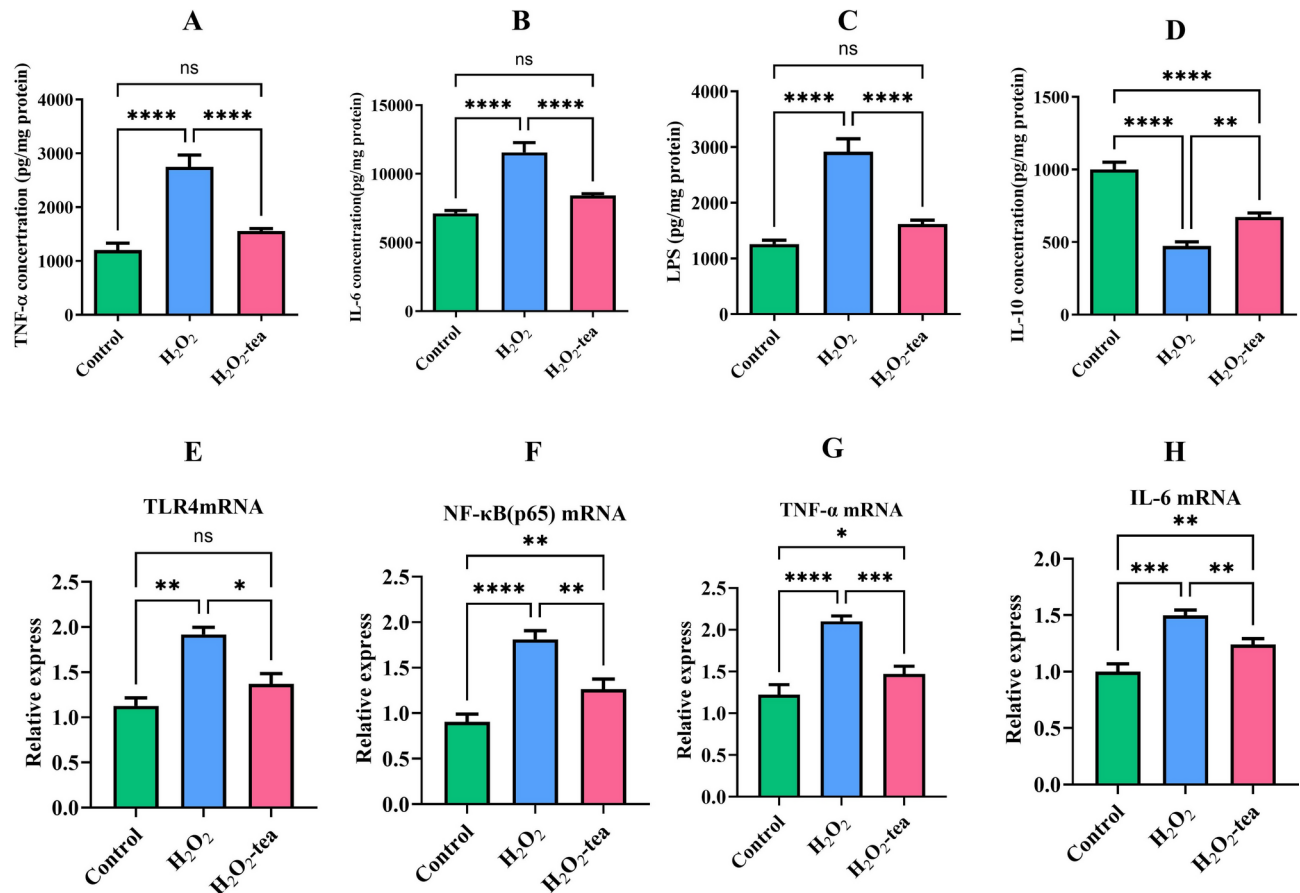 A
ns
**** ****
TNF-α concertration (pg/mg protein)
4000
3000
2000
1000
0
Control
H₂O₂
H₂O₂-tea
B
ns
**** ****
IL-6 concentration(pg/mg protein)
15000
10000
5000
0
Control
H₂O₂
H₂O₂-tea
C
ns
**** ****
LPS (pg/mg protein)
4000
3000
2000
1000
0
Control
H₂O₂
H₂O₂-tea
D
****
**** **
IL-10 concentration(pg/mg protein)
1500
1000
500
0
Control
H₂O₂
H₂O₂-tea
E
TLR4mRNA
ns
** *
Relative express
2.5
2.0
1.5
1.0
0.5
0.0
Control
H₂O₂
H₂O₂-tea
F
NF-κB(p65) mRNA
**
**** **
Relative express
2.5
2.0
1.5
1.0
0.5
0.0
Control
H₂O₂
H₂O₂-tea
G
TNF-α mRNA
*
**** ***
Relative express
2.5
2.0
1.5
1.0
0.5
0.0
Control
H₂O₂
H₂O₂-tea
H
IL-6 mRNA
**
*** **
Relative express
2.0
1.5
1.0
0.5
0.0
Control
H₂O₂
H₂O₂-tea